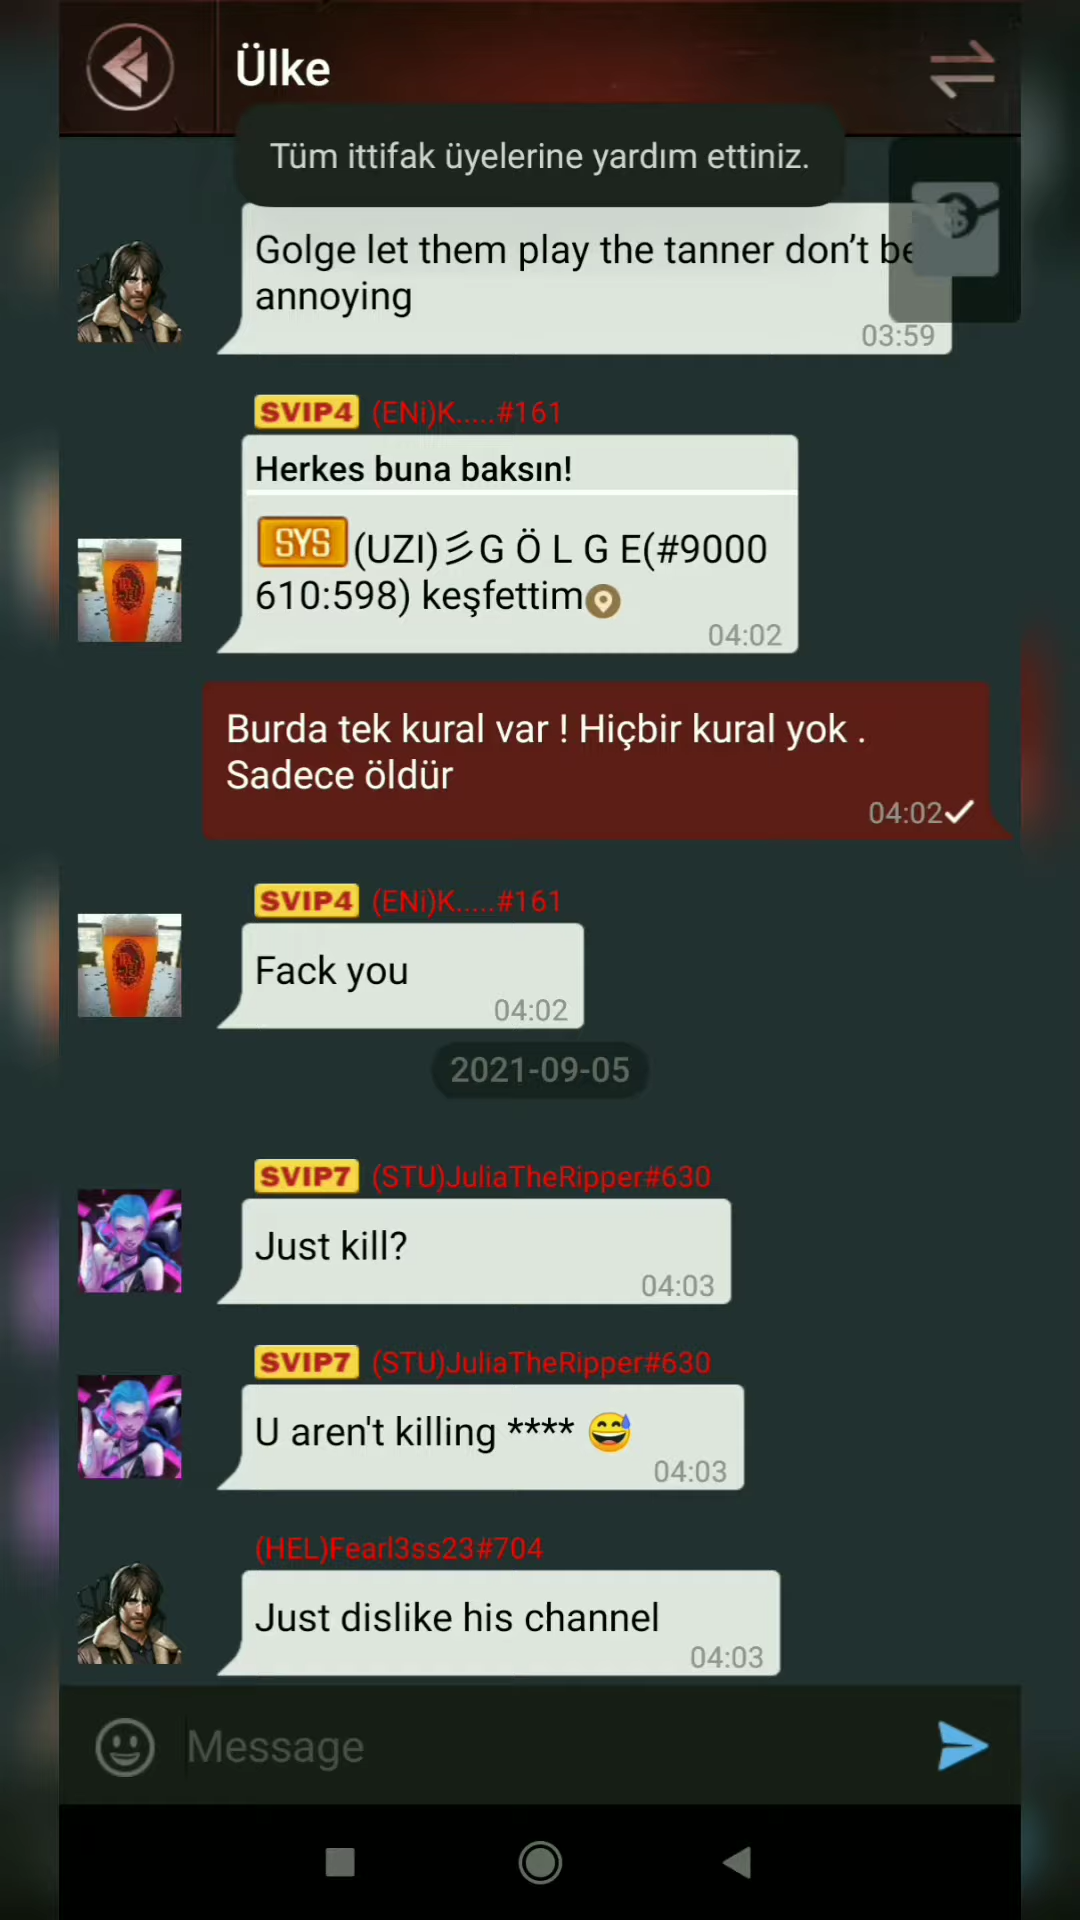 Ülke
Tüm ittifak üyelerine yardım ettiniz.
Golge let them play the tanner don’t be
annoying
03:59
SVIP4 (ENi)K.....#161
Herkes buna baksın!
SYS (UZI)彡G Ö L G E(#9000
610:598) keşfettim
04:02
Burda tek kural var ! Hiçbir kural yok .
Sadece öldür
04:02
SVIP4 (ENi)K.....#161
Fack you
04:02
2021-09-05
SVIP7 (STU)JuliaTheRipper#630
Just kill?
04:03
SVIP7 (STU)JuliaTheRipper#630
U aren't killing **** 😅
04:03
(HEL)Fearl3ss23#704
Just dislike his channel
04:03
Message